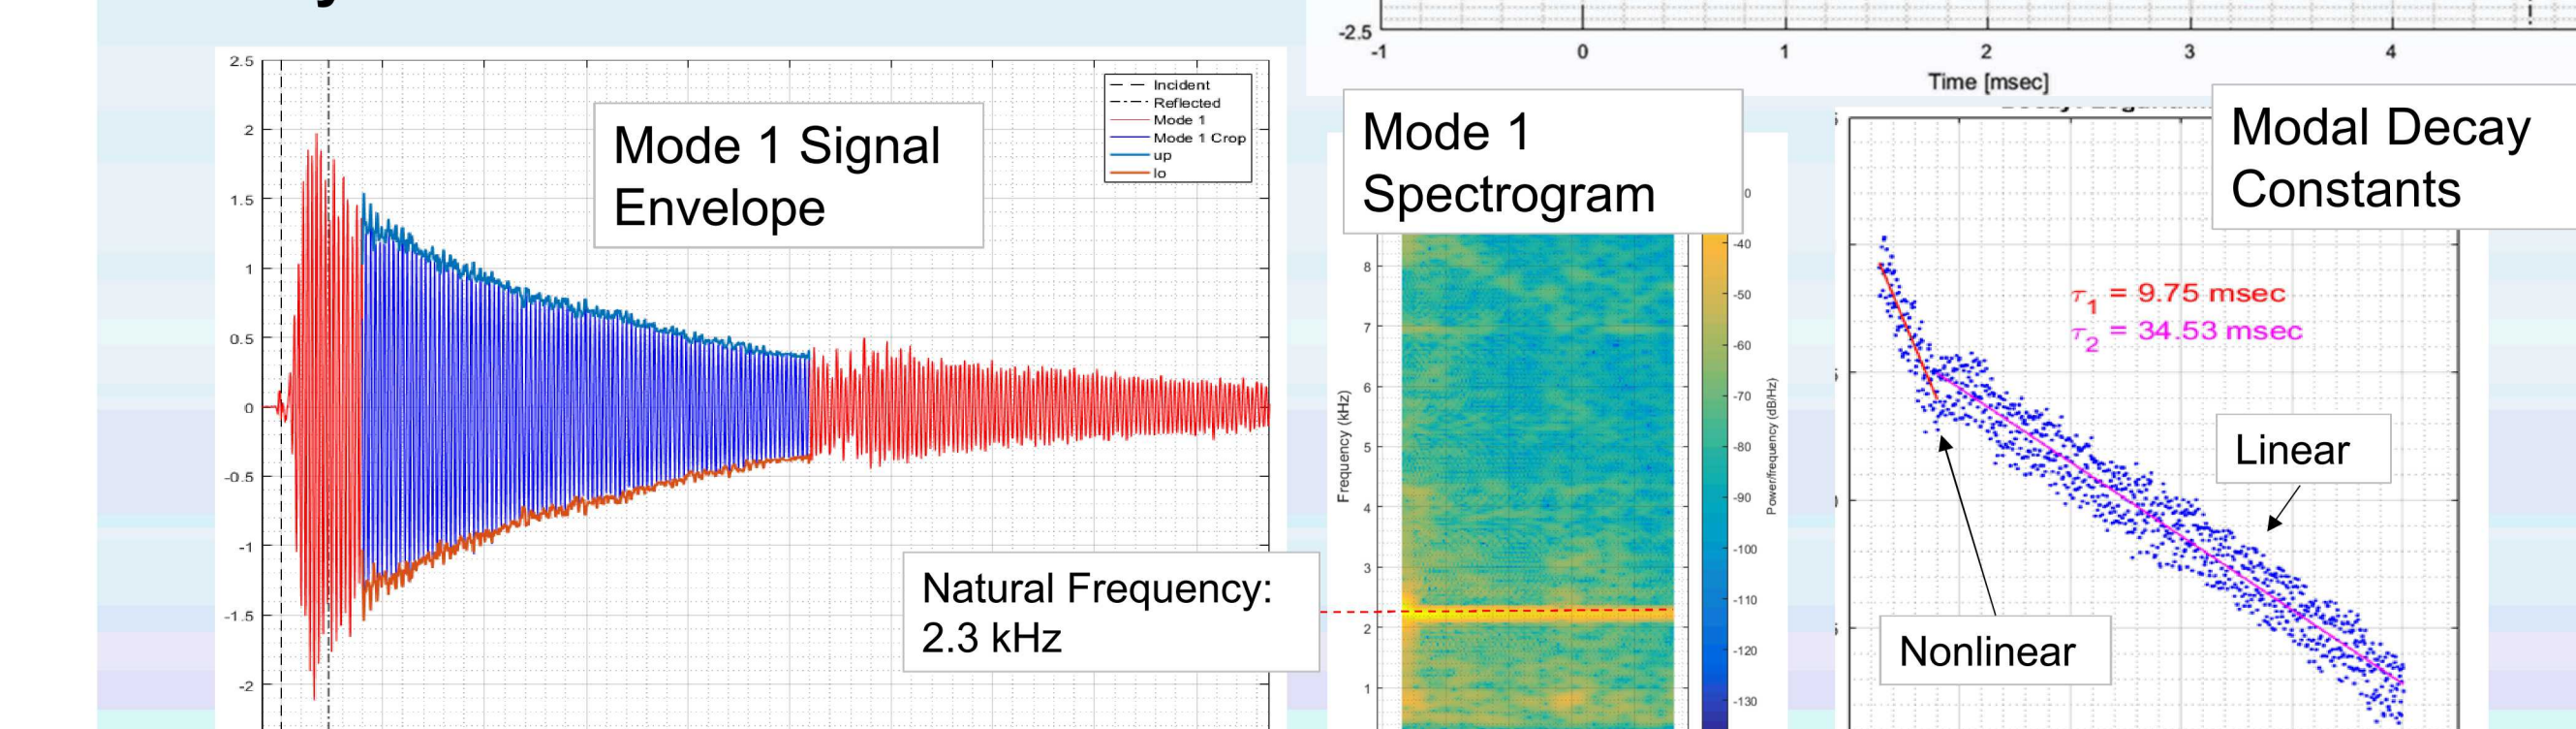 -2.5
-1 0 1 2 3 4
Time [msec]
2.5
2
1.5
1
0.5
0
-0.5
-1
-1.5
-2
Incident
Reflected
Mode 1
Mode 1 Crop
up
lo
Mode 1 Signal
Envelope
Natural Frequency:
2.3 kHz
Mode 1
Spectrogram
8
7
6
5
4
3
2
1
Frequency (kHz)
0
-40
-50
-60
-70
-80
-90
-100
-110
-120
-130
Power/frequency (dB/Hz)
Modal Decay
Constants
τ1 = 9.75 msec
τ2 = 34.53 msec
Linear
Nonlinear